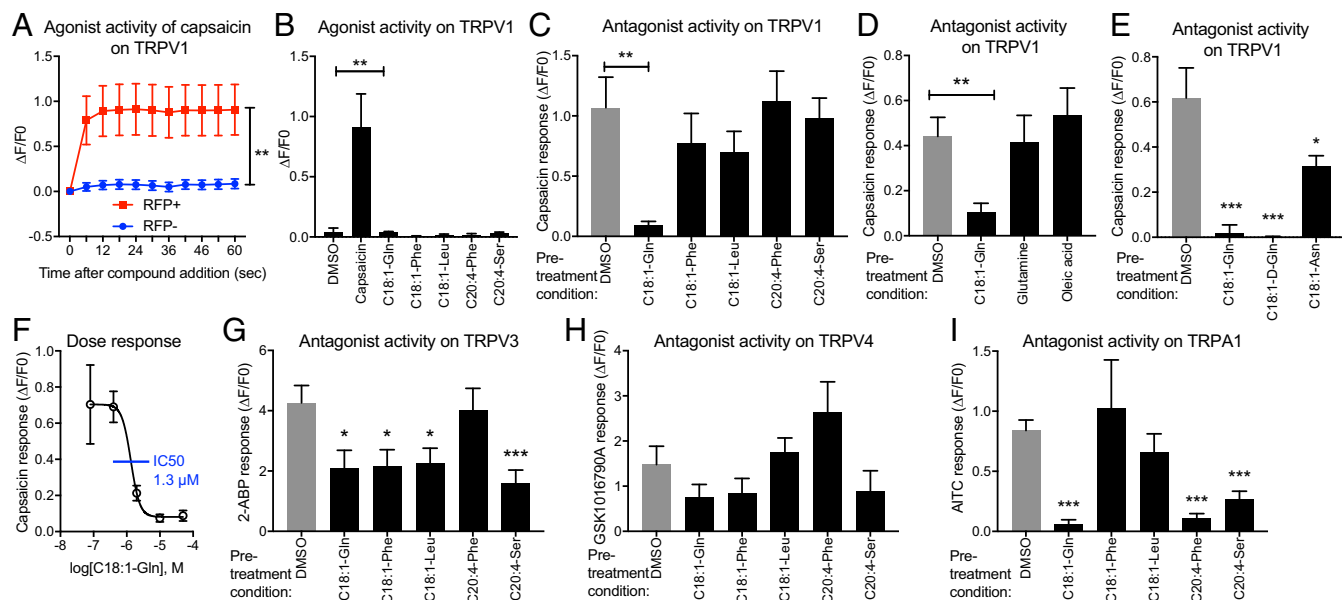 A
Agonist activity of capsaicin
on TRPV1
ΔF/F0
1.5
1.0
0.5
0.0
-0.5
RFP+
RFP-
**
0 12 24 36 46 60
Time after compound addition (sec)
B
Agonist activity on TRPV1
ΔF/F0
1.5
1.0
0.5
0.0
**
DMSO
Capsaicin
C18:1-Gln
C18:1-Phe
C18:1-Leu
C20:4-Phe
C20:4-Ser
C
Antagonist activity on TRPV1
Capsaicin response (ΔF/F0)
1.5
1.0
0.5
0.0
**
Pre-
treatment
condition:
DMSO
C18:1-Gln
C18:1-Phe
C18:1-Leu
C20:4-Phe
C20:4-Ser
D
Antagonist activity
on TRPV1
Capsaicin response (ΔF/F0)
0.8
0.6
0.4
0.2
0.0
**
Pre-
treatment
condition:
DMSO
C18:1-Gln
Glutamine
Oleic acid
E
Antagonist activity
on TRPV1
Capsaicin response (ΔF/F0)
0.8
0.6
0.4
0.2
0.0
***
***
*
Pre-
treatment
condition:
DMSO
C18:1-Gln
C18:1-D-Gln
C18:1-Asn
F
Dose response
Capsaicin response (ΔF/F0)
1.0
0.8
0.6
0.4
0.2
0.0
IC50
1.3 µM
-8 -7 -6 -5 -4
log[C18:1-Gln], M
G
Antagonist activity on TRPV3
2-ABP response (ΔF/F0)
6
4
2
0
*
*
*
***
Pre-
treatment
condition:
DMSO
C18:1-Gln
C18:1-Phe
C18:1-Leu
C20:4-Phe
C20:4-Ser
H
Antagonist activity on TRPV4
GSK1016790A response (ΔF/F0)
4
3
2
1
0
Pre-
treatment
condition:
DMSO
C18:1-Gln
C18:1-Phe
C18:1-Leu
C20:4-Phe
C20:4-Ser
I
Antagonist activity on TRPA1
AITC response (ΔF/F0)
1.5
1.0
0.5
0.0
***
***
***
Pre-
treatment
condition:
DMSO
C18:1-Gln
C18:1-Phe
C18:1-Leu
C20:4-Phe
C20:4-Ser